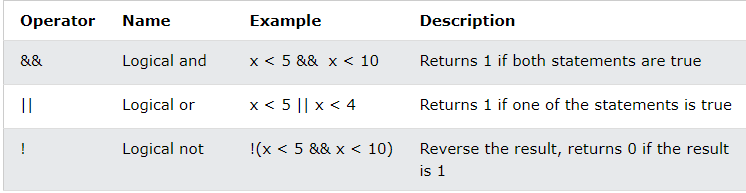 Operator Name Example Description
&& Logical and x < 5 &&  x < 10 Returns 1 if both statements are true
|| Logical or x < 5 || x < 4 Returns 1 if one of the statements is true
! Logical not !(x < 5 && x < 10) Reverse the result, returns 0 if the result
is 1